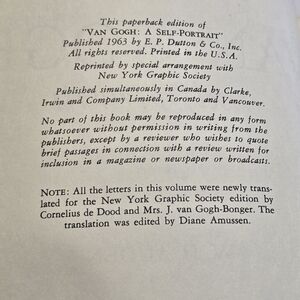 This paperback edition of
"VAN GOGH: A SELF-PORTRAIT"
Published 1963 by E. P. Dutton & Co., Inc.
All rights reserved. Printed in the U.S.A.
Reprinted by special arrangement with
New York Graphic Society
Published simultaneously in Canada by Clarke,
Irwin and Company Limited, Toronto and Vancouver.
No part of this book may be reproduced in any form
whatsoever without permission in writing from the
publishers, except by a reviewer who wishes to quote
brief passages in connection with a review written for
inclusion in a magazine or newspaper or broadcasts.
NOTE: All the letters in this volume were newly trans-
lated for the New York Graphic Society edition by
Cornelius de Dood and Mrs. J. van Gogh-Bonger. The
translation was edited by Diane Amussen.